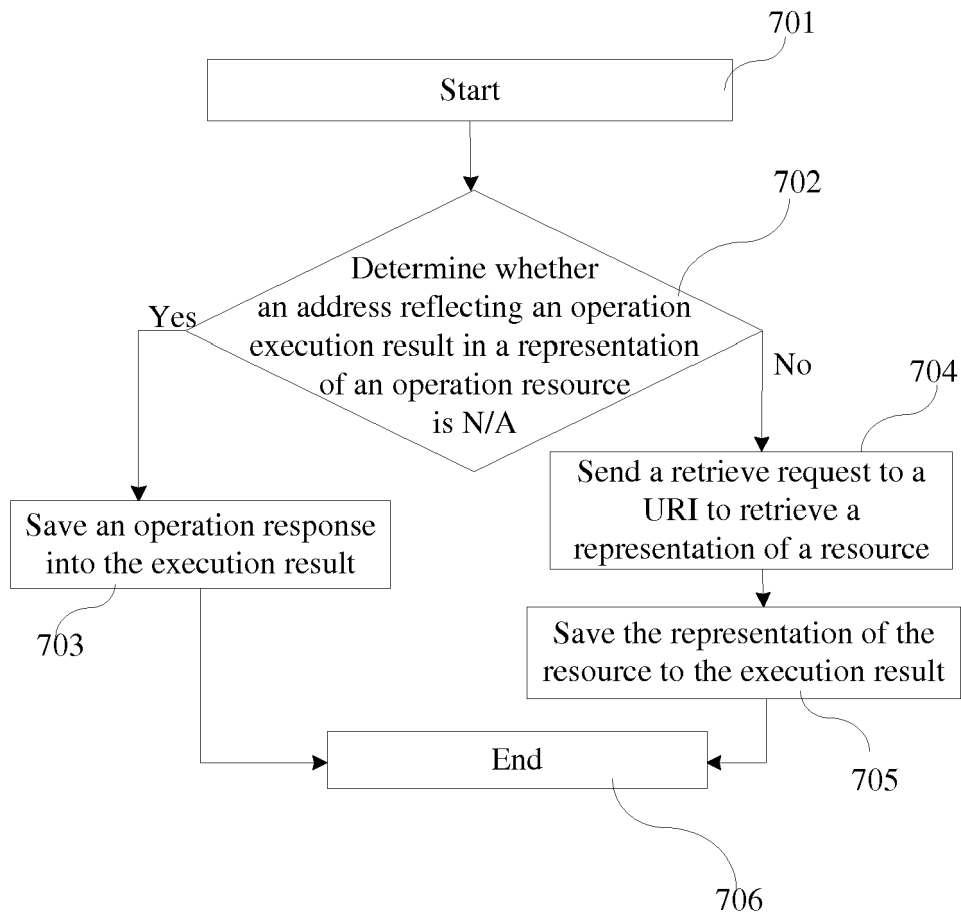 701
Start
702
Determine whether
an address reflecting an operation
execution result in a representation
of an operation resource
is N/A
Yes
No
704
Send a retrieve request to a
URI to retrieve a
representation of a resource
Save an operation response
into the execution result
703
Save the representation of the
resource to the execution result
705
End
706